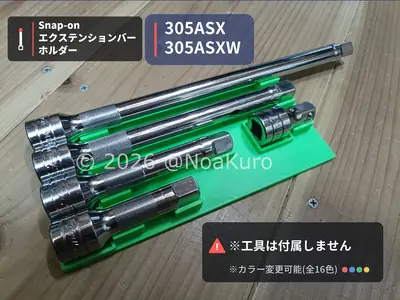 Snap-on
エクステンションバー
ホルダー
305ASX
305ASXW
© 2026 @NoaKuro
※工具は付属しません
※カラー変更可能(全16色)